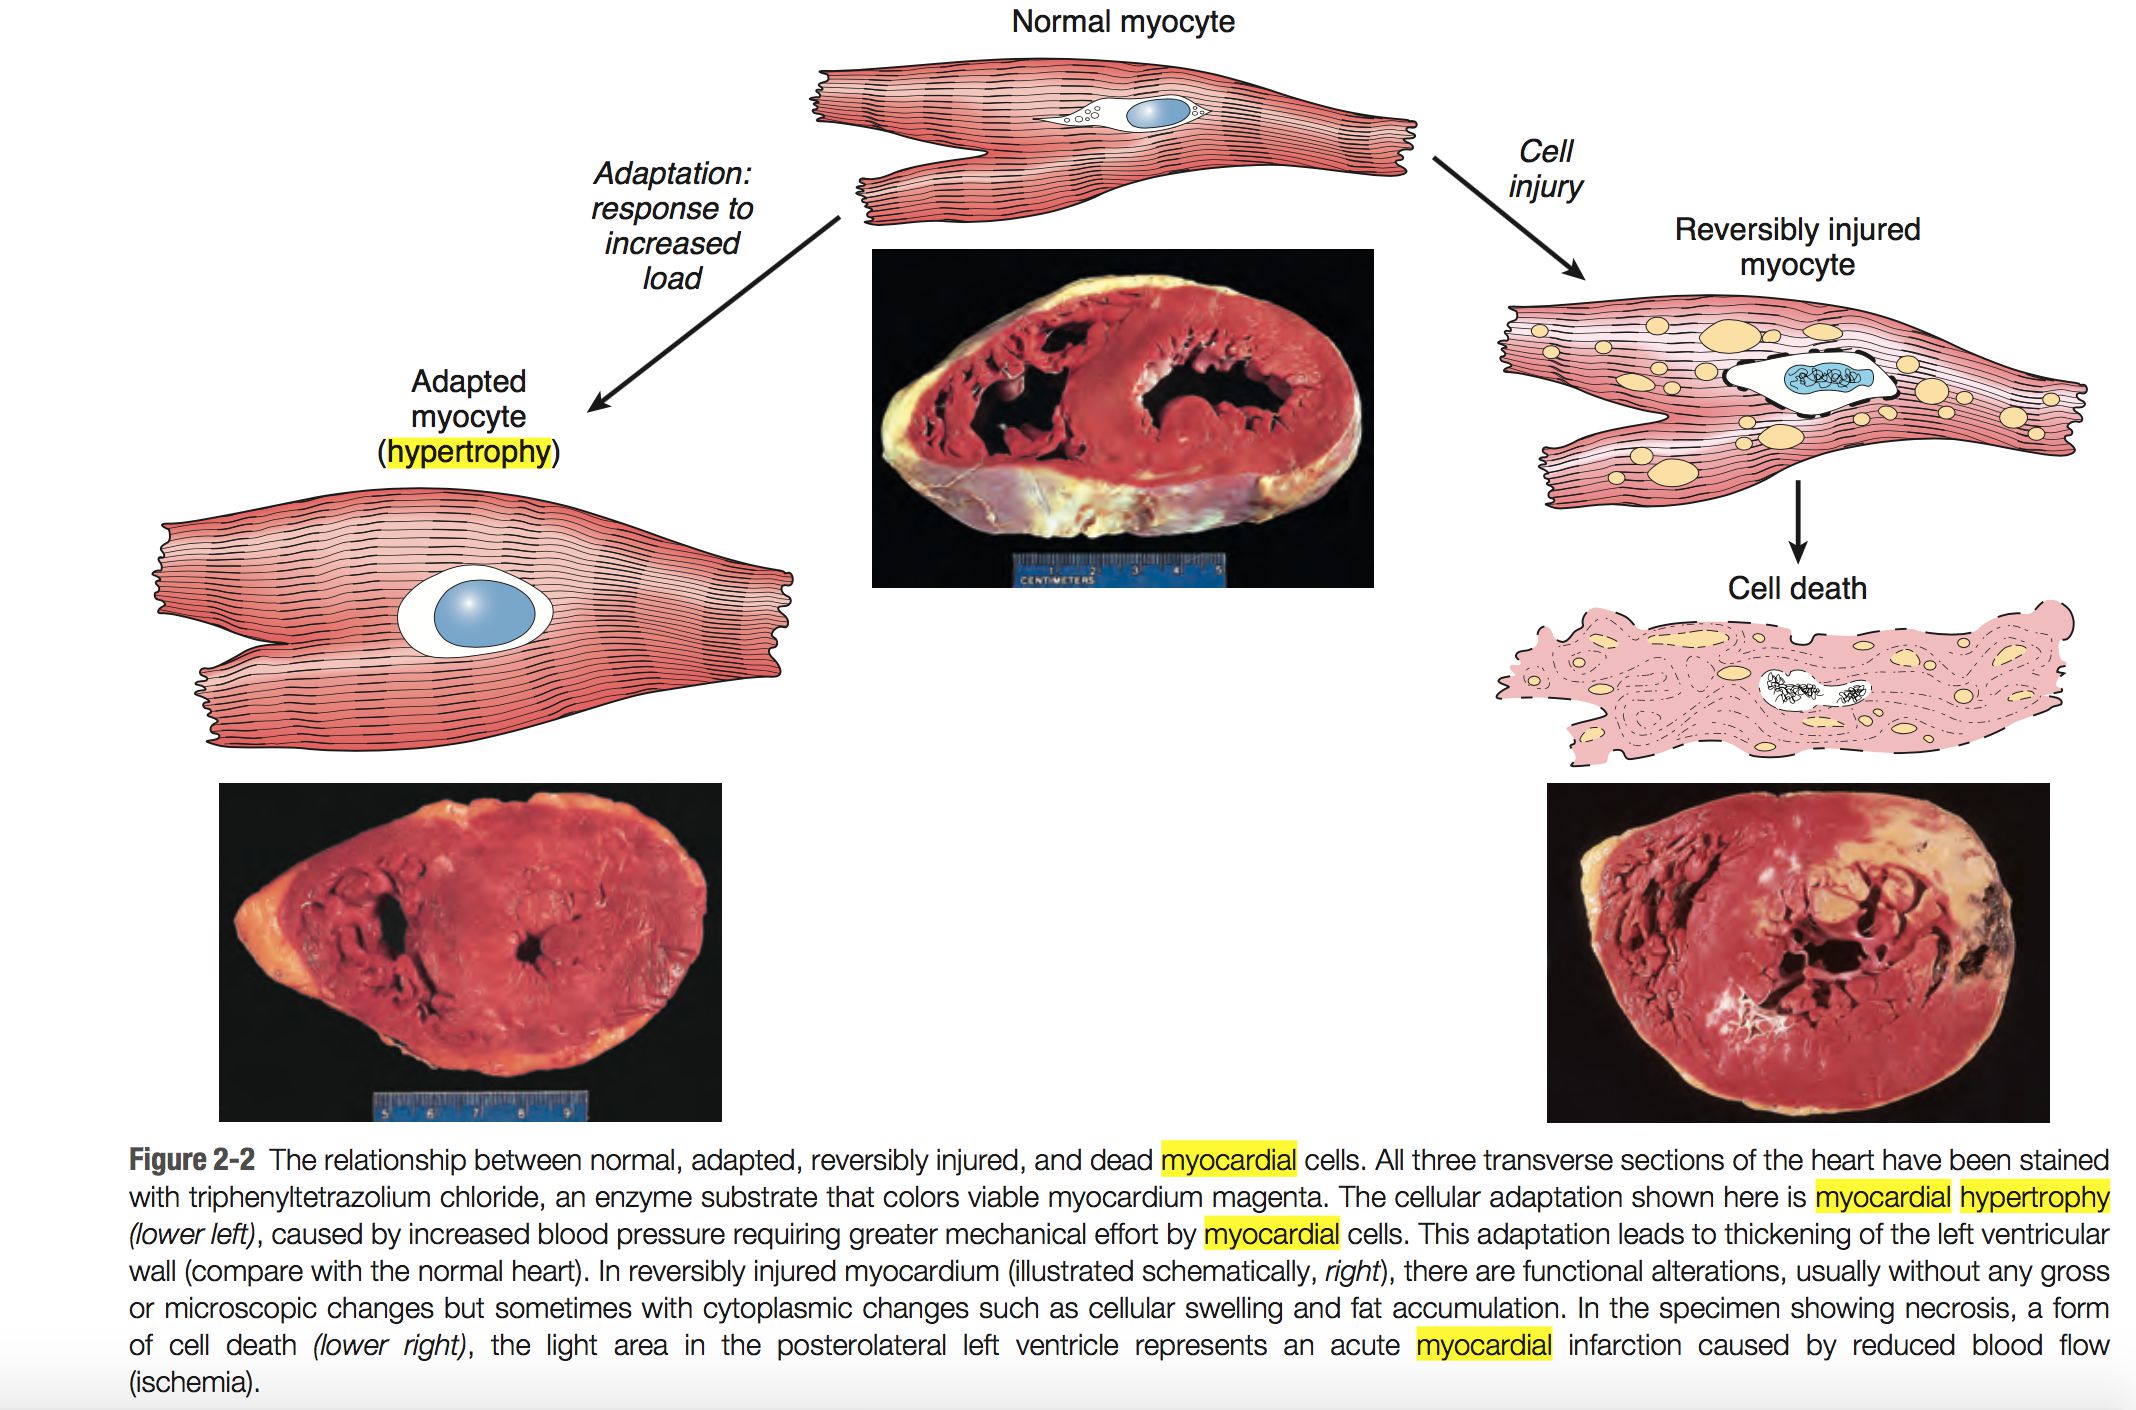 Normal myocyte
Adaptation:
response to
increased
load
Cell
injury
Reversibly injured
myocyte
Adapted
myocyte
(hypertrophy)
1 2 3 4 5
CENTIMETERS
Cell death
5 6 7 8 9
Figure 2-2 The relationship between normal, adapted, reversibly injured, and dead myocardial cells. All three transverse sections of the heart have been stained
with triphenyltetrazolium chloride, an enzyme substrate that colors viable myocardium magenta. The cellular adaptation shown here is myocardial hypertrophy
(lower left), caused by increased blood pressure requiring greater mechanical effort by myocardial cells. This adaptation leads to thickening of the left ventricular
wall (compare with the normal heart). In reversibly injured myocardium (illustrated schematically, right), there are functional alterations, usually without any gross
or microscopic changes but sometimes with cytoplasmic changes such as cellular swelling and fat accumulation. In the specimen showing necrosis, a form
of cell death (lower right), the light area in the posterolateral left ventricle represents an acute myocardial infarction caused by reduced blood flow
(ischemia).